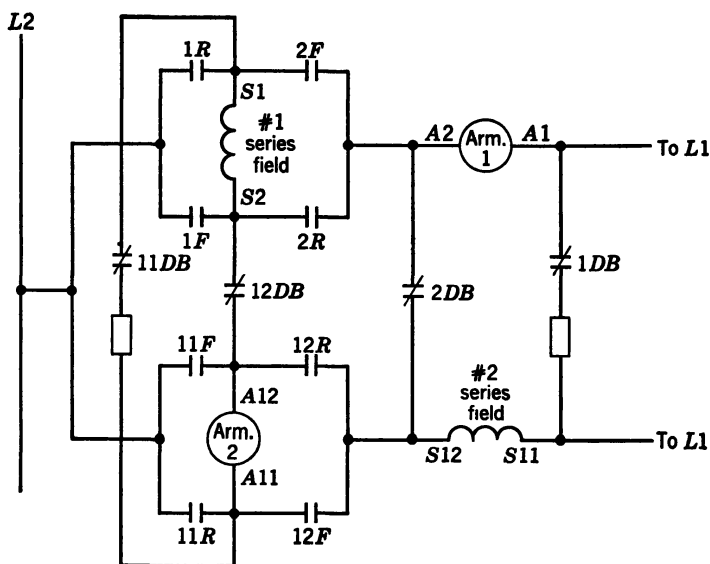 L2
1R
2F
S1
#1
series
field
S2
1F
2R
A2
Arm.
1
A1
To L1
11DB
12DB
2DB
1DB
11F
12R
A12
Arm.
2
A11
11R
12F
#2
series
field
S12
S11
To L1